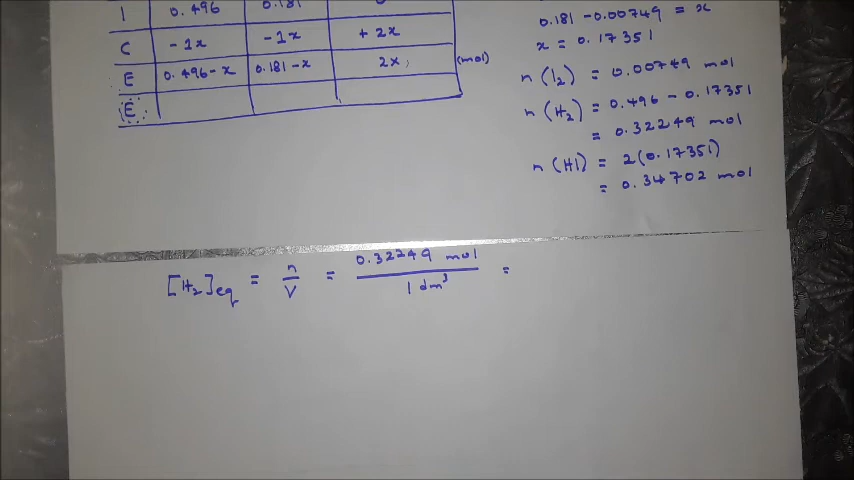 I 0.496 0.181 0
C -1x -1x +2x
E 0.496-x 0.181-x 2x (mol)
E
0.181 - 0.00749 = x
x = 0.17351
n (I2) = 0.00749 mol
n (H2) = 0.496 - 0.17351
= 0.32249 mol
n (HI) = 2(0.17351)
= 0.34702 mol
[H2]eq = n/V = 0.32249 mol / 1 dm³ =